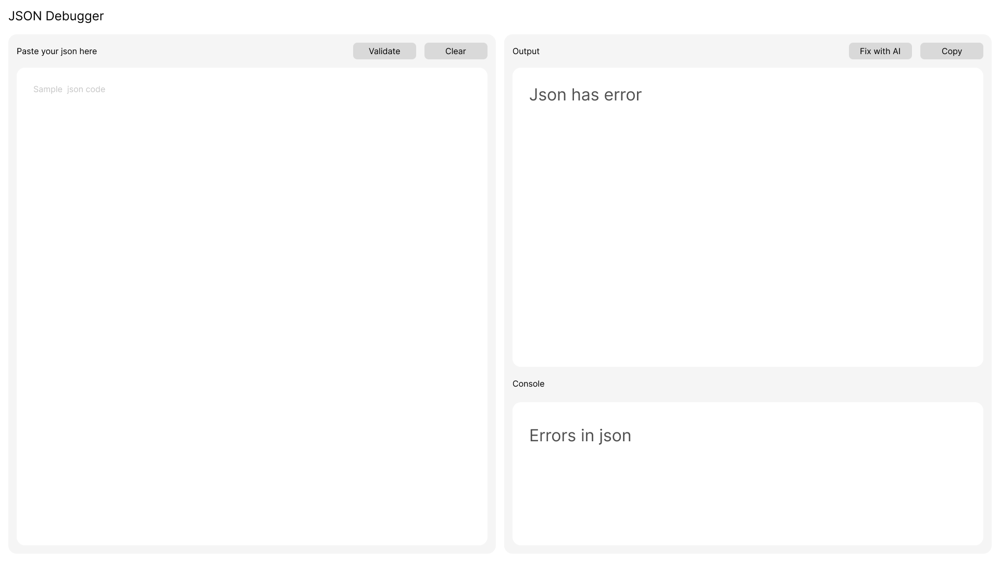 JSON Debugger
Paste your json here
Validate
Clear
Sample  json code
Output
Fix with AI
Copy
Json has error
Console
Errors in json